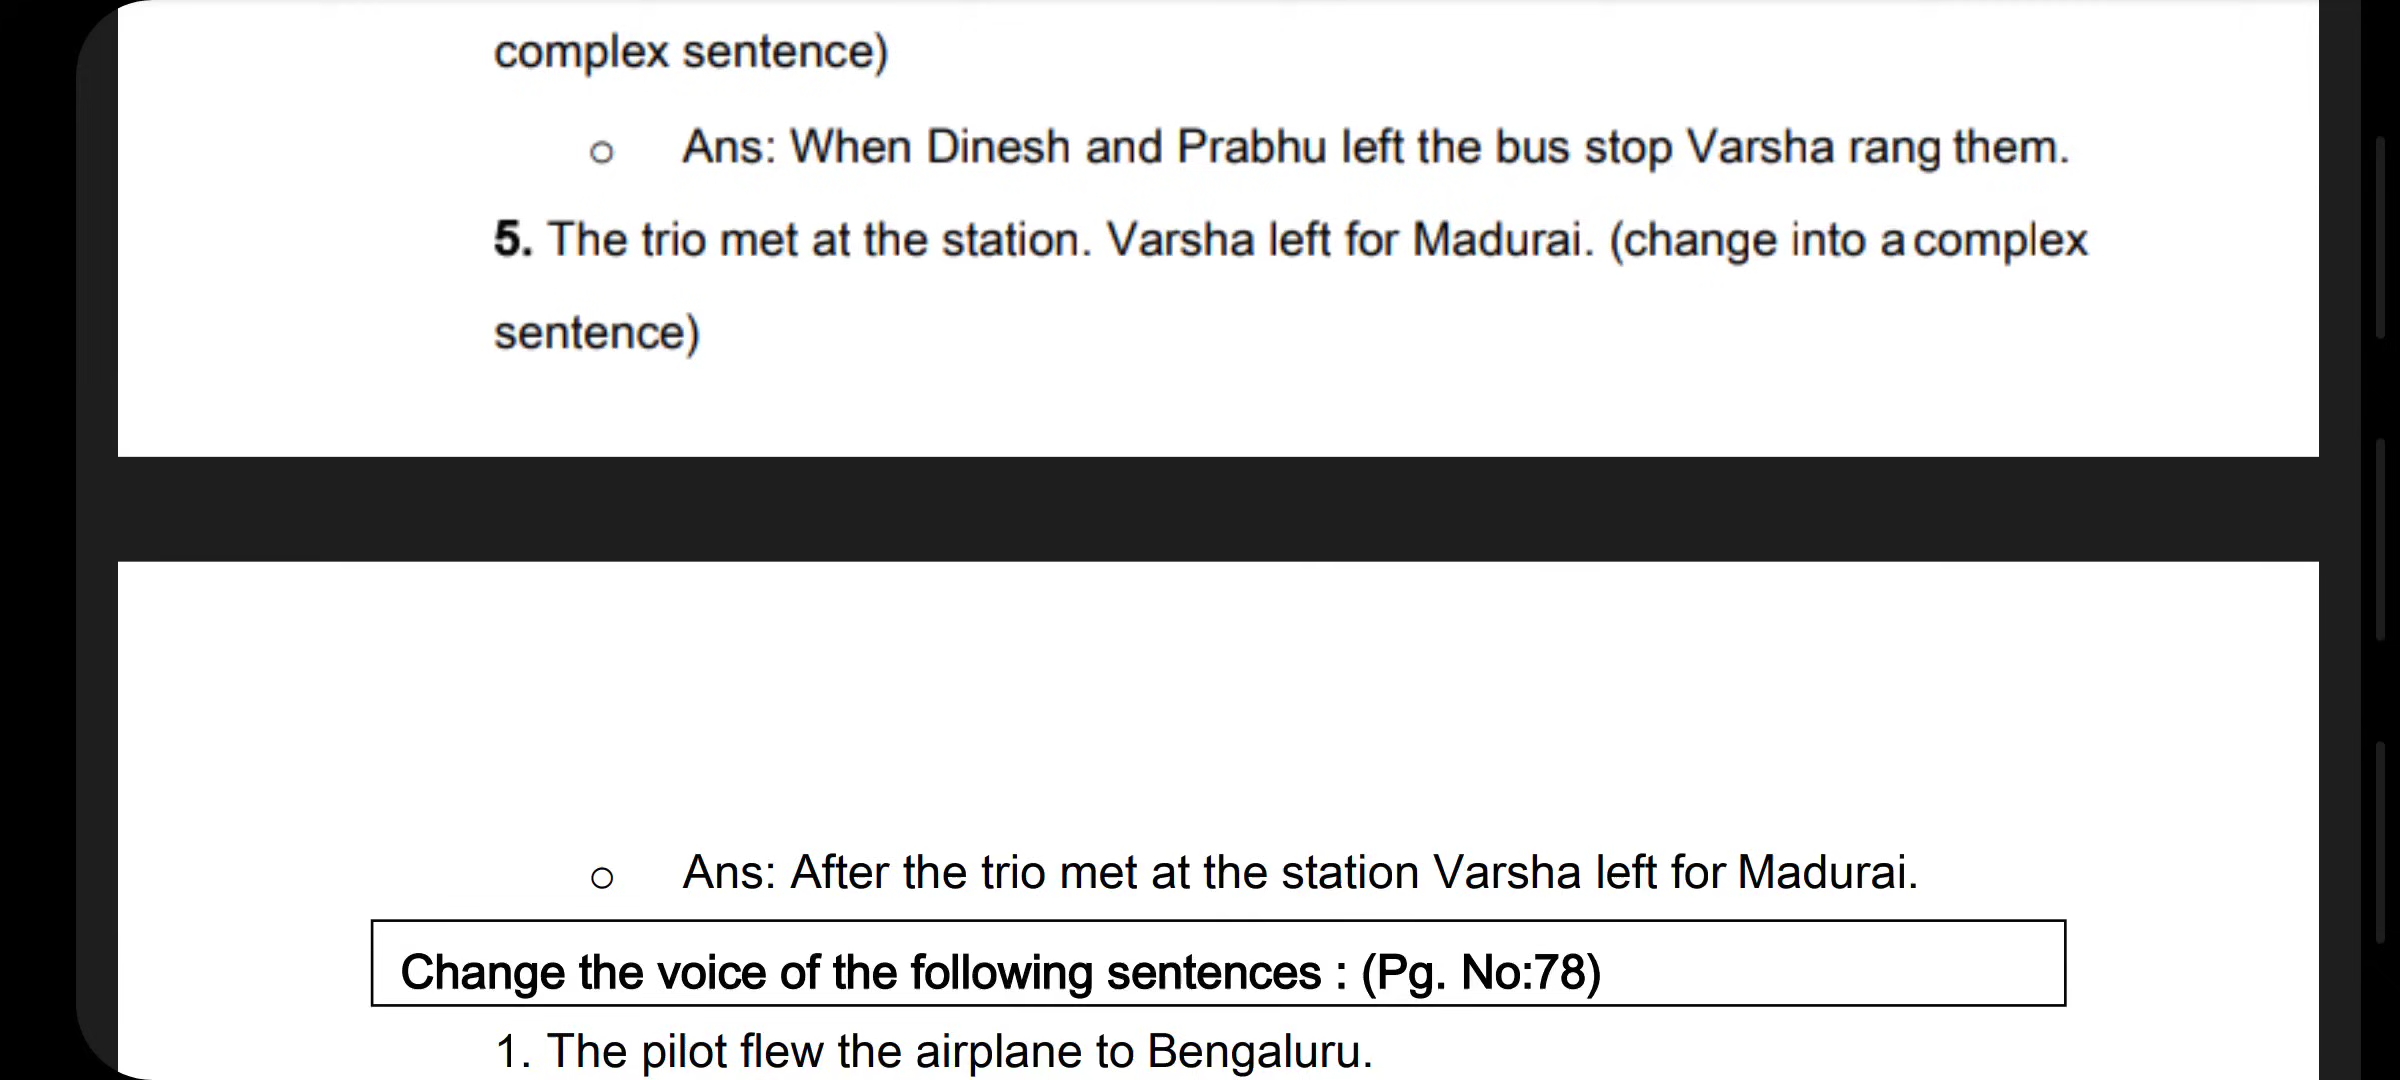 complex sentence)
o Ans: When Dinesh and Prabhu left the bus stop Varsha rang them.
5. The trio met at the station. Varsha left for Madurai. (change into a complex
sentence)
o Ans: After the trio met at the station Varsha left for Madurai.
Change the voice of the following sentences : (Pg. No:78)
1. The pilot flew the airplane to Bengaluru.